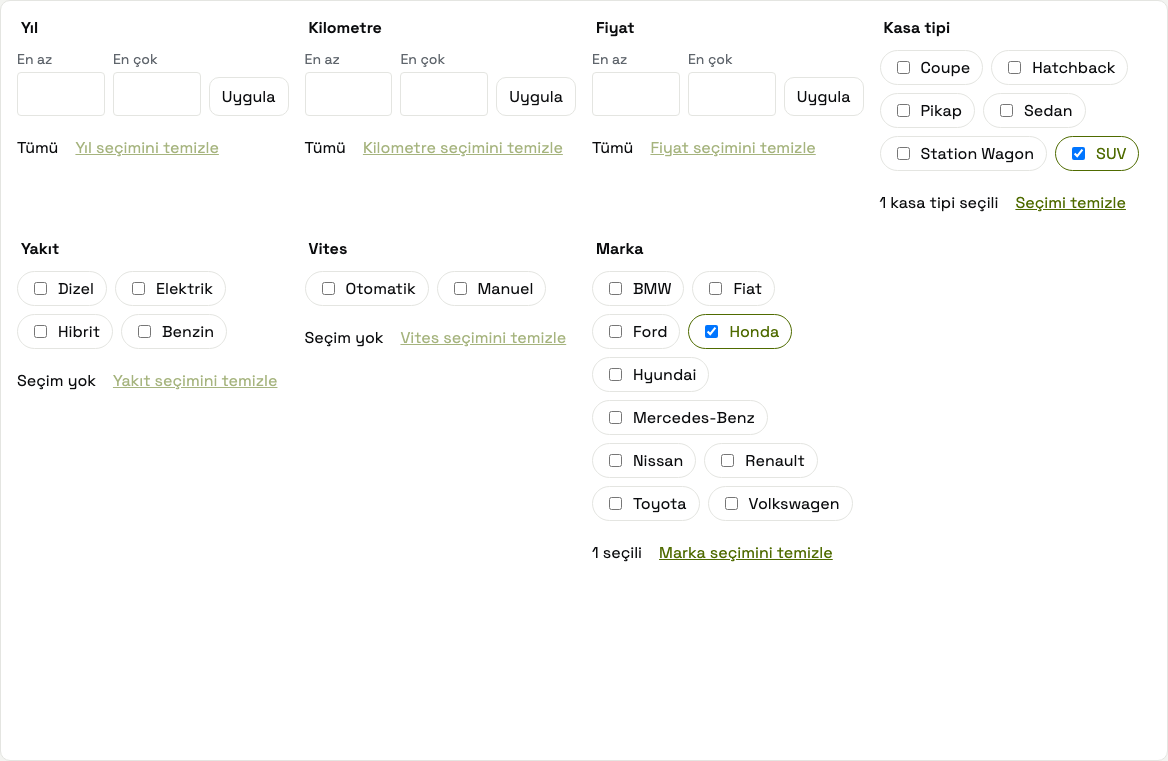 Yıl
En az En çok
Uygula
Tümü Yıl seçimini temizle
Kilometre
En az En çok
Uygula
Tümü Kilometre seçimini temizle
Fiyat
En az En çok
Uygula
Tümü Fiyat seçimini temizle
Kasa tipi
Coupe Hatchback
Pikap Sedan
Station Wagon SUV
1 kasa tipi seçili Seçimi temizle
Yakıt
Dizel Elektrik
Hibrit Benzin
Seçim yok Yakıt seçimini temizle
Vites
Otomatik Manuel
Seçim yok Vites seçimini temizle
Marka
BMW Fiat
Ford Honda
Hyundai
Mercedes-Benz
Nissan Renault
Toyota Volkswagen
1 seçili Marka seçimini temizle